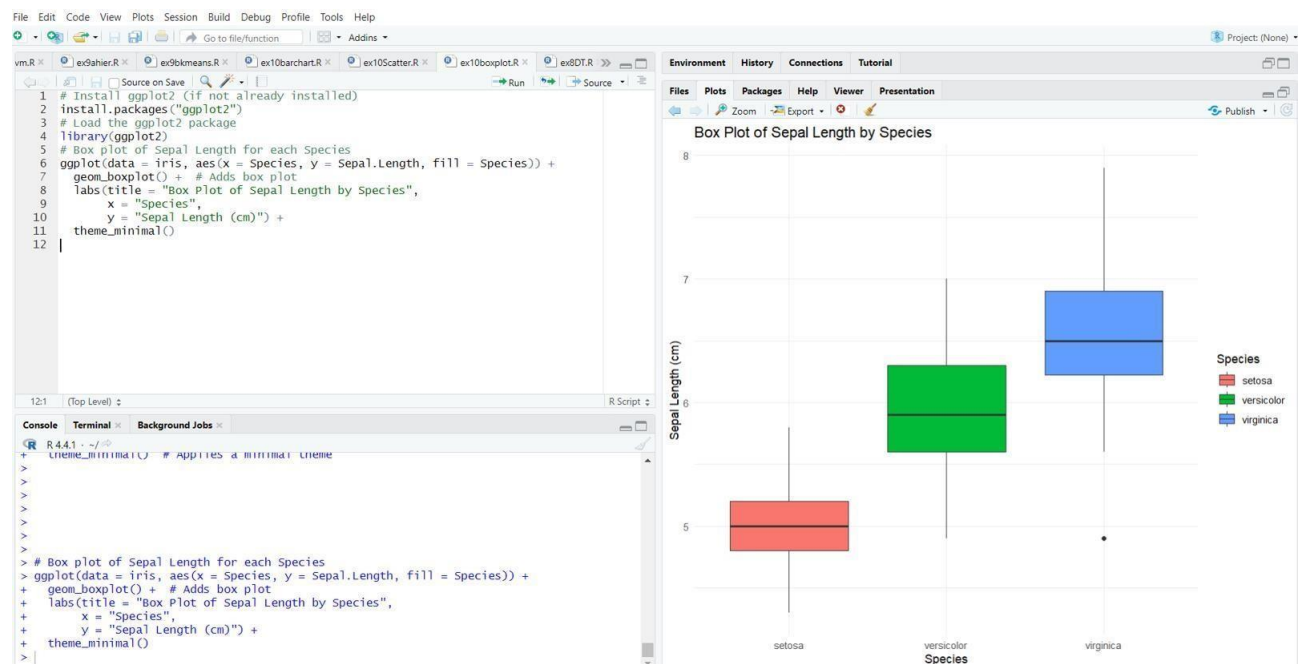 File Edit Code View Plots Session Build Debug Profile Tools Help
Go to file/function Addins Project: (None)
vm.R ex9ahier.R ex9bkmeans.R ex10barchart.R ex10Scatter.R ex10boxplot.R ex8DT.R
Source on Save Run Source
1 # Install ggplot2 (if not already installed)
2 install.packages("ggplot2")
3 # Load the ggplot2 package
4 library(ggplot2)
5 # Box plot of Sepal Length for each Species
6 ggplot(data = iris, aes(x = Species, y = Sepal.Length, fill = Species)) +
7   geom_boxplot() + # Adds box plot
8   labs(title = "Box Plot of Sepal Length by Species",
9        x = "Species",
10        y = "Sepal Length (cm)") +
11   theme_minimal()
12
12:1 (Top Level) R Script
Console Terminal Background Jobs
R R 4.4.1 · ~/
+   theme_minimal()  # Applies a minimal theme
>
>
>
>
>
>
> # Box plot of Sepal Length for each Species
> ggplot(data = iris, aes(x = Species, y = Sepal.Length, fill = Species)) +
+   geom_boxplot() + # Adds box plot
+   labs(title = "Box Plot of Sepal Length by Species",
+        x = "Species",
+        y = "Sepal Length (cm)") +
+   theme_minimal()
>
Environment History Connections Tutorial
Files Plots Packages Help Viewer Presentation
Zoom Export Publish
Box Plot of Sepal Length by Species
8
7
6
5
Sepal Length (cm)
setosa versicolor virginica
Species
Species
setosa
versicolor
virginica